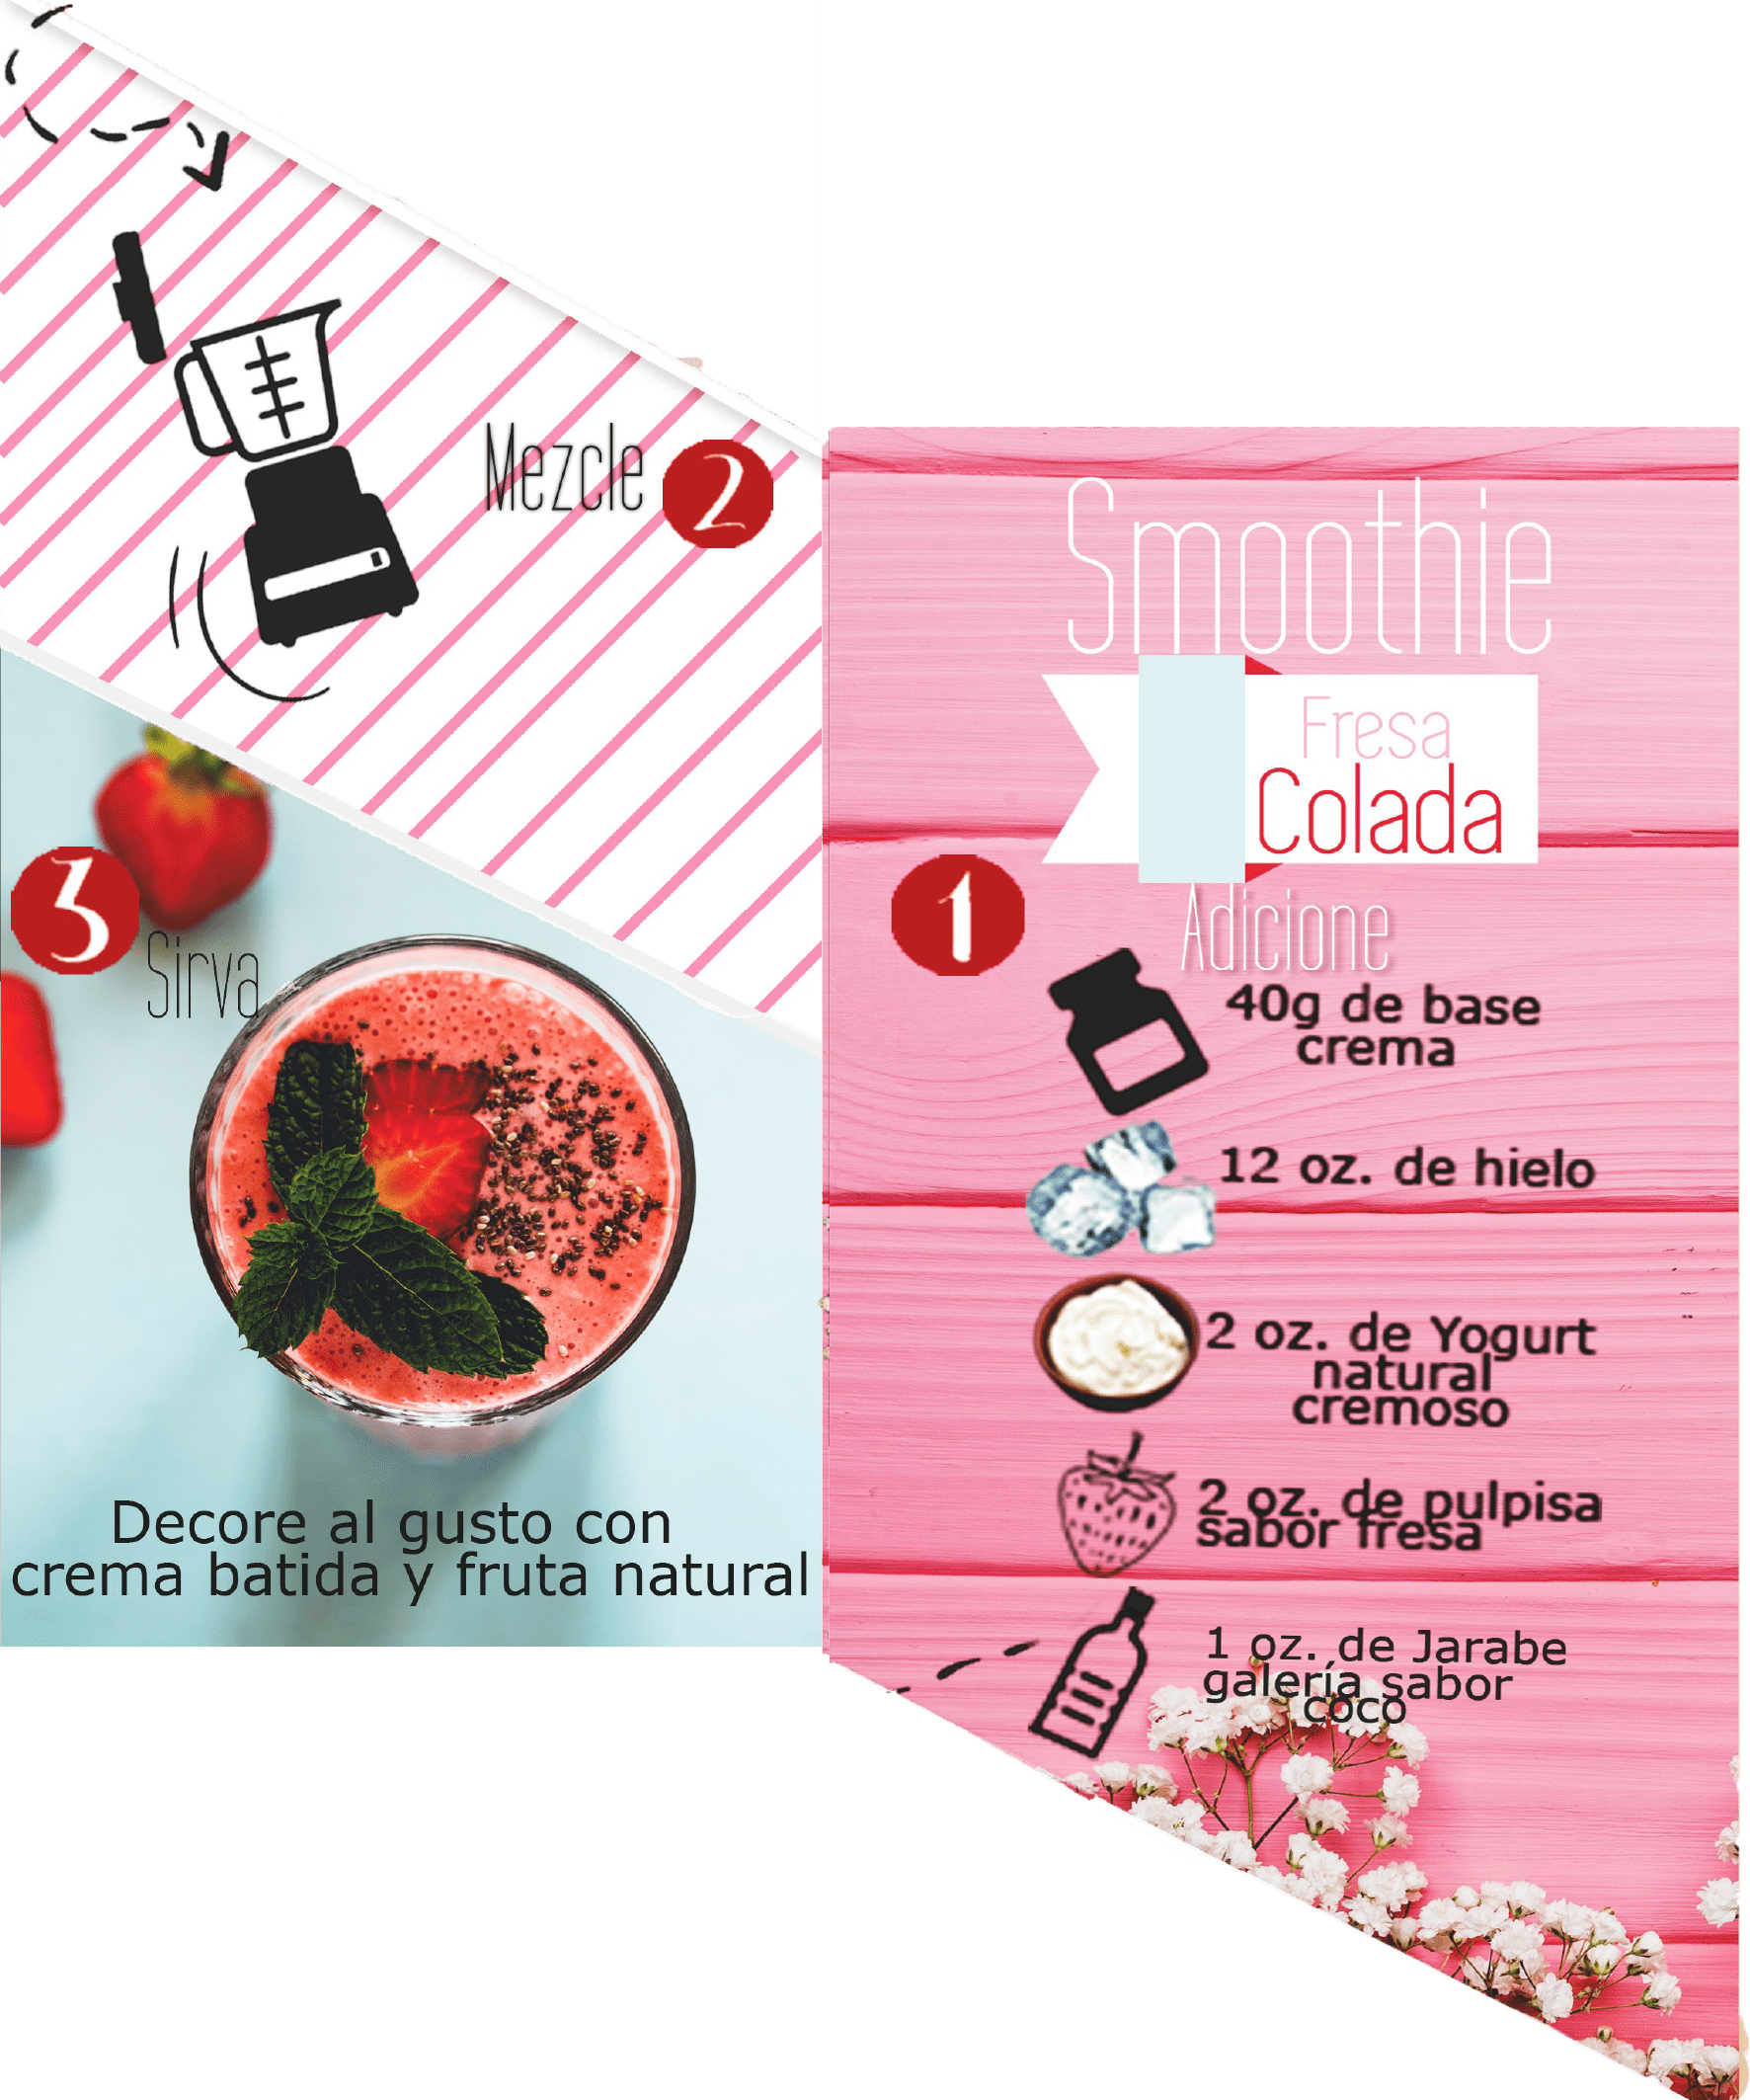 Smoothie
Fresa
Colada
1
Adicione
40g de base
crema
12 oz. de hielo
2 oz. de Yogurt
natural
cremoso
2 oz. de pulpisa
sabor fresa
1 oz. de Jarabe
galería sabor
coco
Mezcle 2
3
Sirva
Decore al gusto con
crema batida y fruta natural